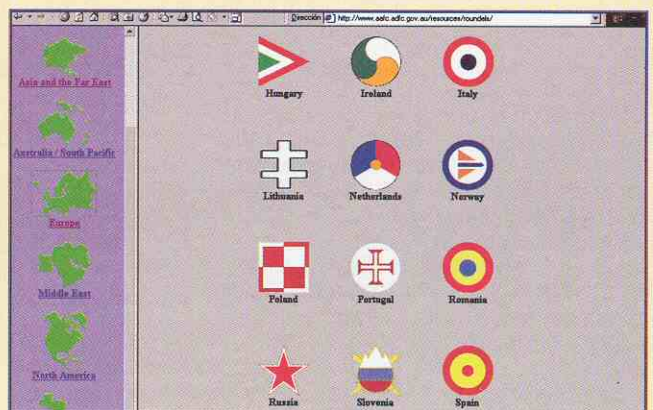 Dirección http://www.aafc.adfc.gov.au/resources/roundels/
Asia and the Far East
Australia / South Pacific
Europe
Middle East
North America
Hungary Ireland Italy
Lithuania Netherlands Norway
Poland Portugal Romania
Russia Slovenia Spain